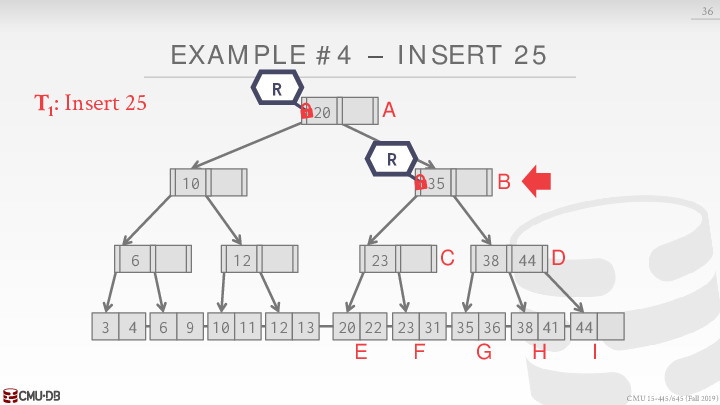 36
EXAMPLE #4 – INSERT 25
T1: Insert 25
R
20
A
R
10
35
B
6
12
23
C
38 44
D
3 4 6 9 10 11 12 13 20 22 23 31 35 36 38 41 44
E F G H I
CMU·DB
CMU 15-445/645 (Fall 2019)